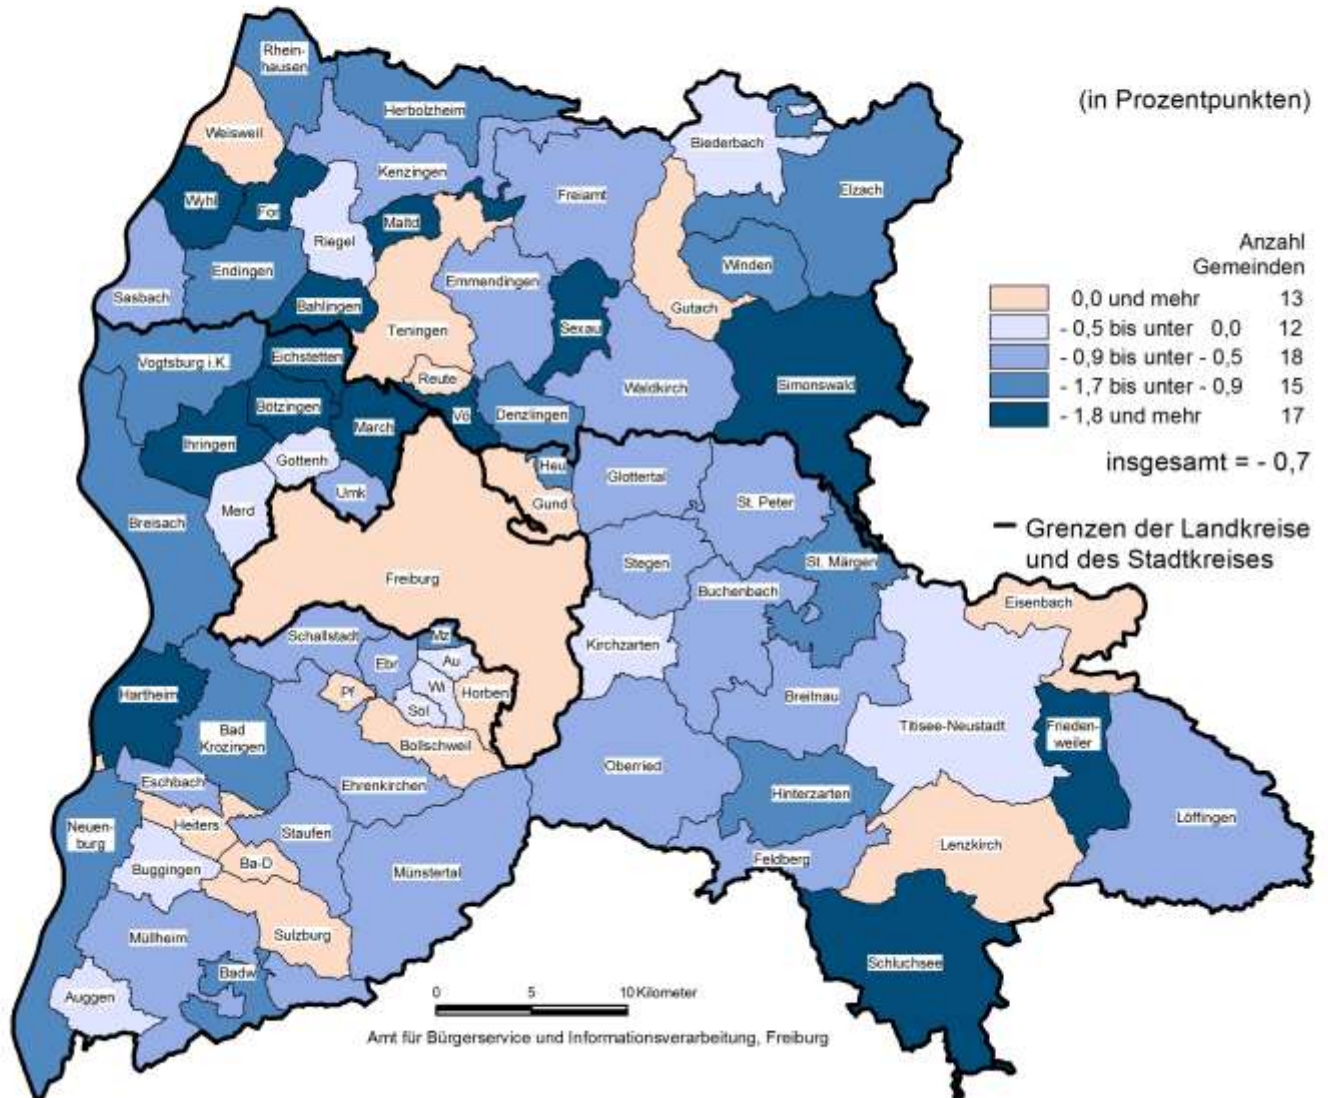 Rhein-
hausen
(in Prozentpunkten)
Herbolzheim
Weisweil
Biederbach
Kenzingen
Elzach
Freiamt
Wyhl
For
Maltd
Riegel
Anzahl
Gemeinden
Endingen
Winden
Emmendingen
Sasbach
Bahlingen
Gutach
0,0 und mehr 13
- 0,5 bis unter 0,0 12
- 0,9 bis unter - 0,5 18
- 1,7 bis unter - 0,9 15
- 1,8 und mehr 17
Teningen
Sexau
Eichstetten
Vogtsburg i.K.
Reute
Waldkirch
Simonswald
Bötzingen
March
Vö
Denzlingen
Ihringen
Gottenh
Heu
insgesamt = - 0,7
Glottertal
Umk
Gund
St. Peter
Merd
Breisach
Grenzen der Landkreise
und des Stadtkreises
Stegen
St. Märgen
Freiburg
Buchenbach
Eisenbach
Schallstadt
Mz
Kirchzarten
Ebr
Au
Hartheim
Pf
Wi
Horben
Breitnau
Sol
Titisee-Neustadt
Frieden-
weiler
Bad
Krozingen
Bollschweil
Oberried
Eschbach
Ehrenkirchen
Hinterzarten
Löffingen
Neuen-
burg
Heiters
Staufen
Lenzkirch
Buggingen
Ba-D
Münstertal
Feldberg
Müllheim
Sulzburg
Schluchsee
Badw
Auggen
0 5 10 Kilometer
Amt für Bürgerservice und Informationsverarbeitung, Freiburg